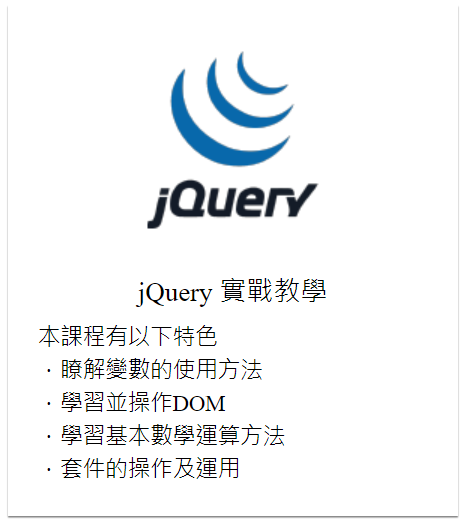 jQuery
jQuery 實戰教學
本課程有以下特色
．瞭解變數的使用方法
．學習並操作DOM
．學習基本數學運算方法
．套件的操作及運用